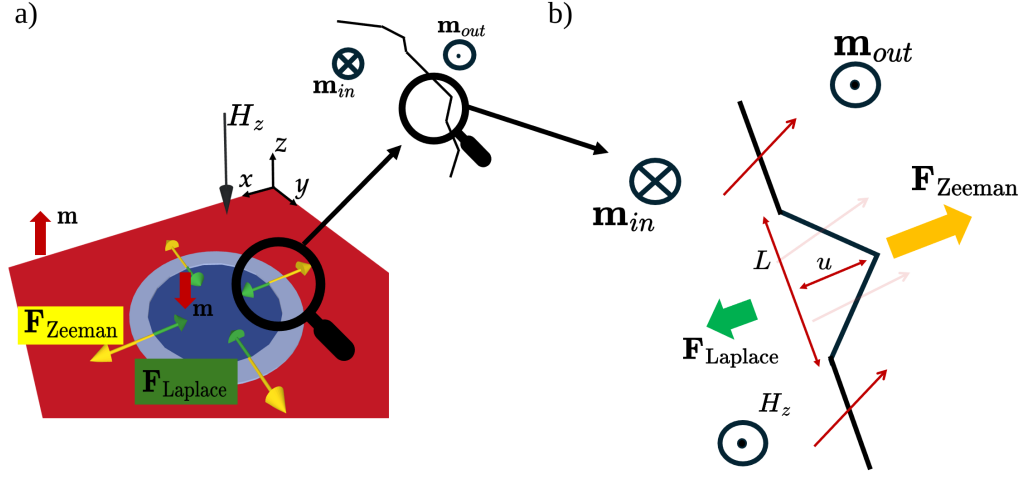 a)
b)
m_out
m_in
H_z
z
x
y
m
m
F_Zeeman
F_Laplace
m_out
m_in
F_Zeeman
L
u
F_Laplace
H_z